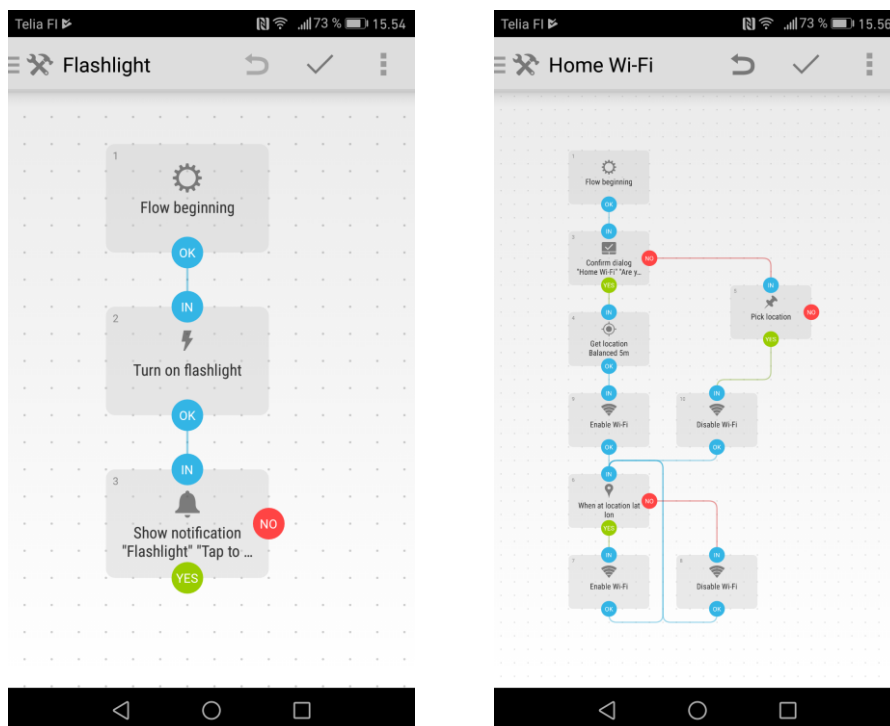 Telia FI 73 % 15.54
Flashlight
1
Flow beginning
OK
IN
2
Turn on flashlight
OK
IN
3
Show notification
"Flashlight" "Tap to ...
NO
YES
Telia FI 73 % 15.56
Home Wi-Fi
1
Flow beginning
OK
IN
Confirm dialog
"Home Wi-Fi" "Are y...
NO
YES
IN
Pick location
NO
YES
IN
4
Get location
Balanced 5m
OK
IN
Enable Wi-Fi
OK
IN
10
Disable Wi-Fi
OK
IN
When at location lat
lon
NO
YES
IN
7
Enable Wi-Fi
OK
IN
8
Disable Wi-Fi
OK